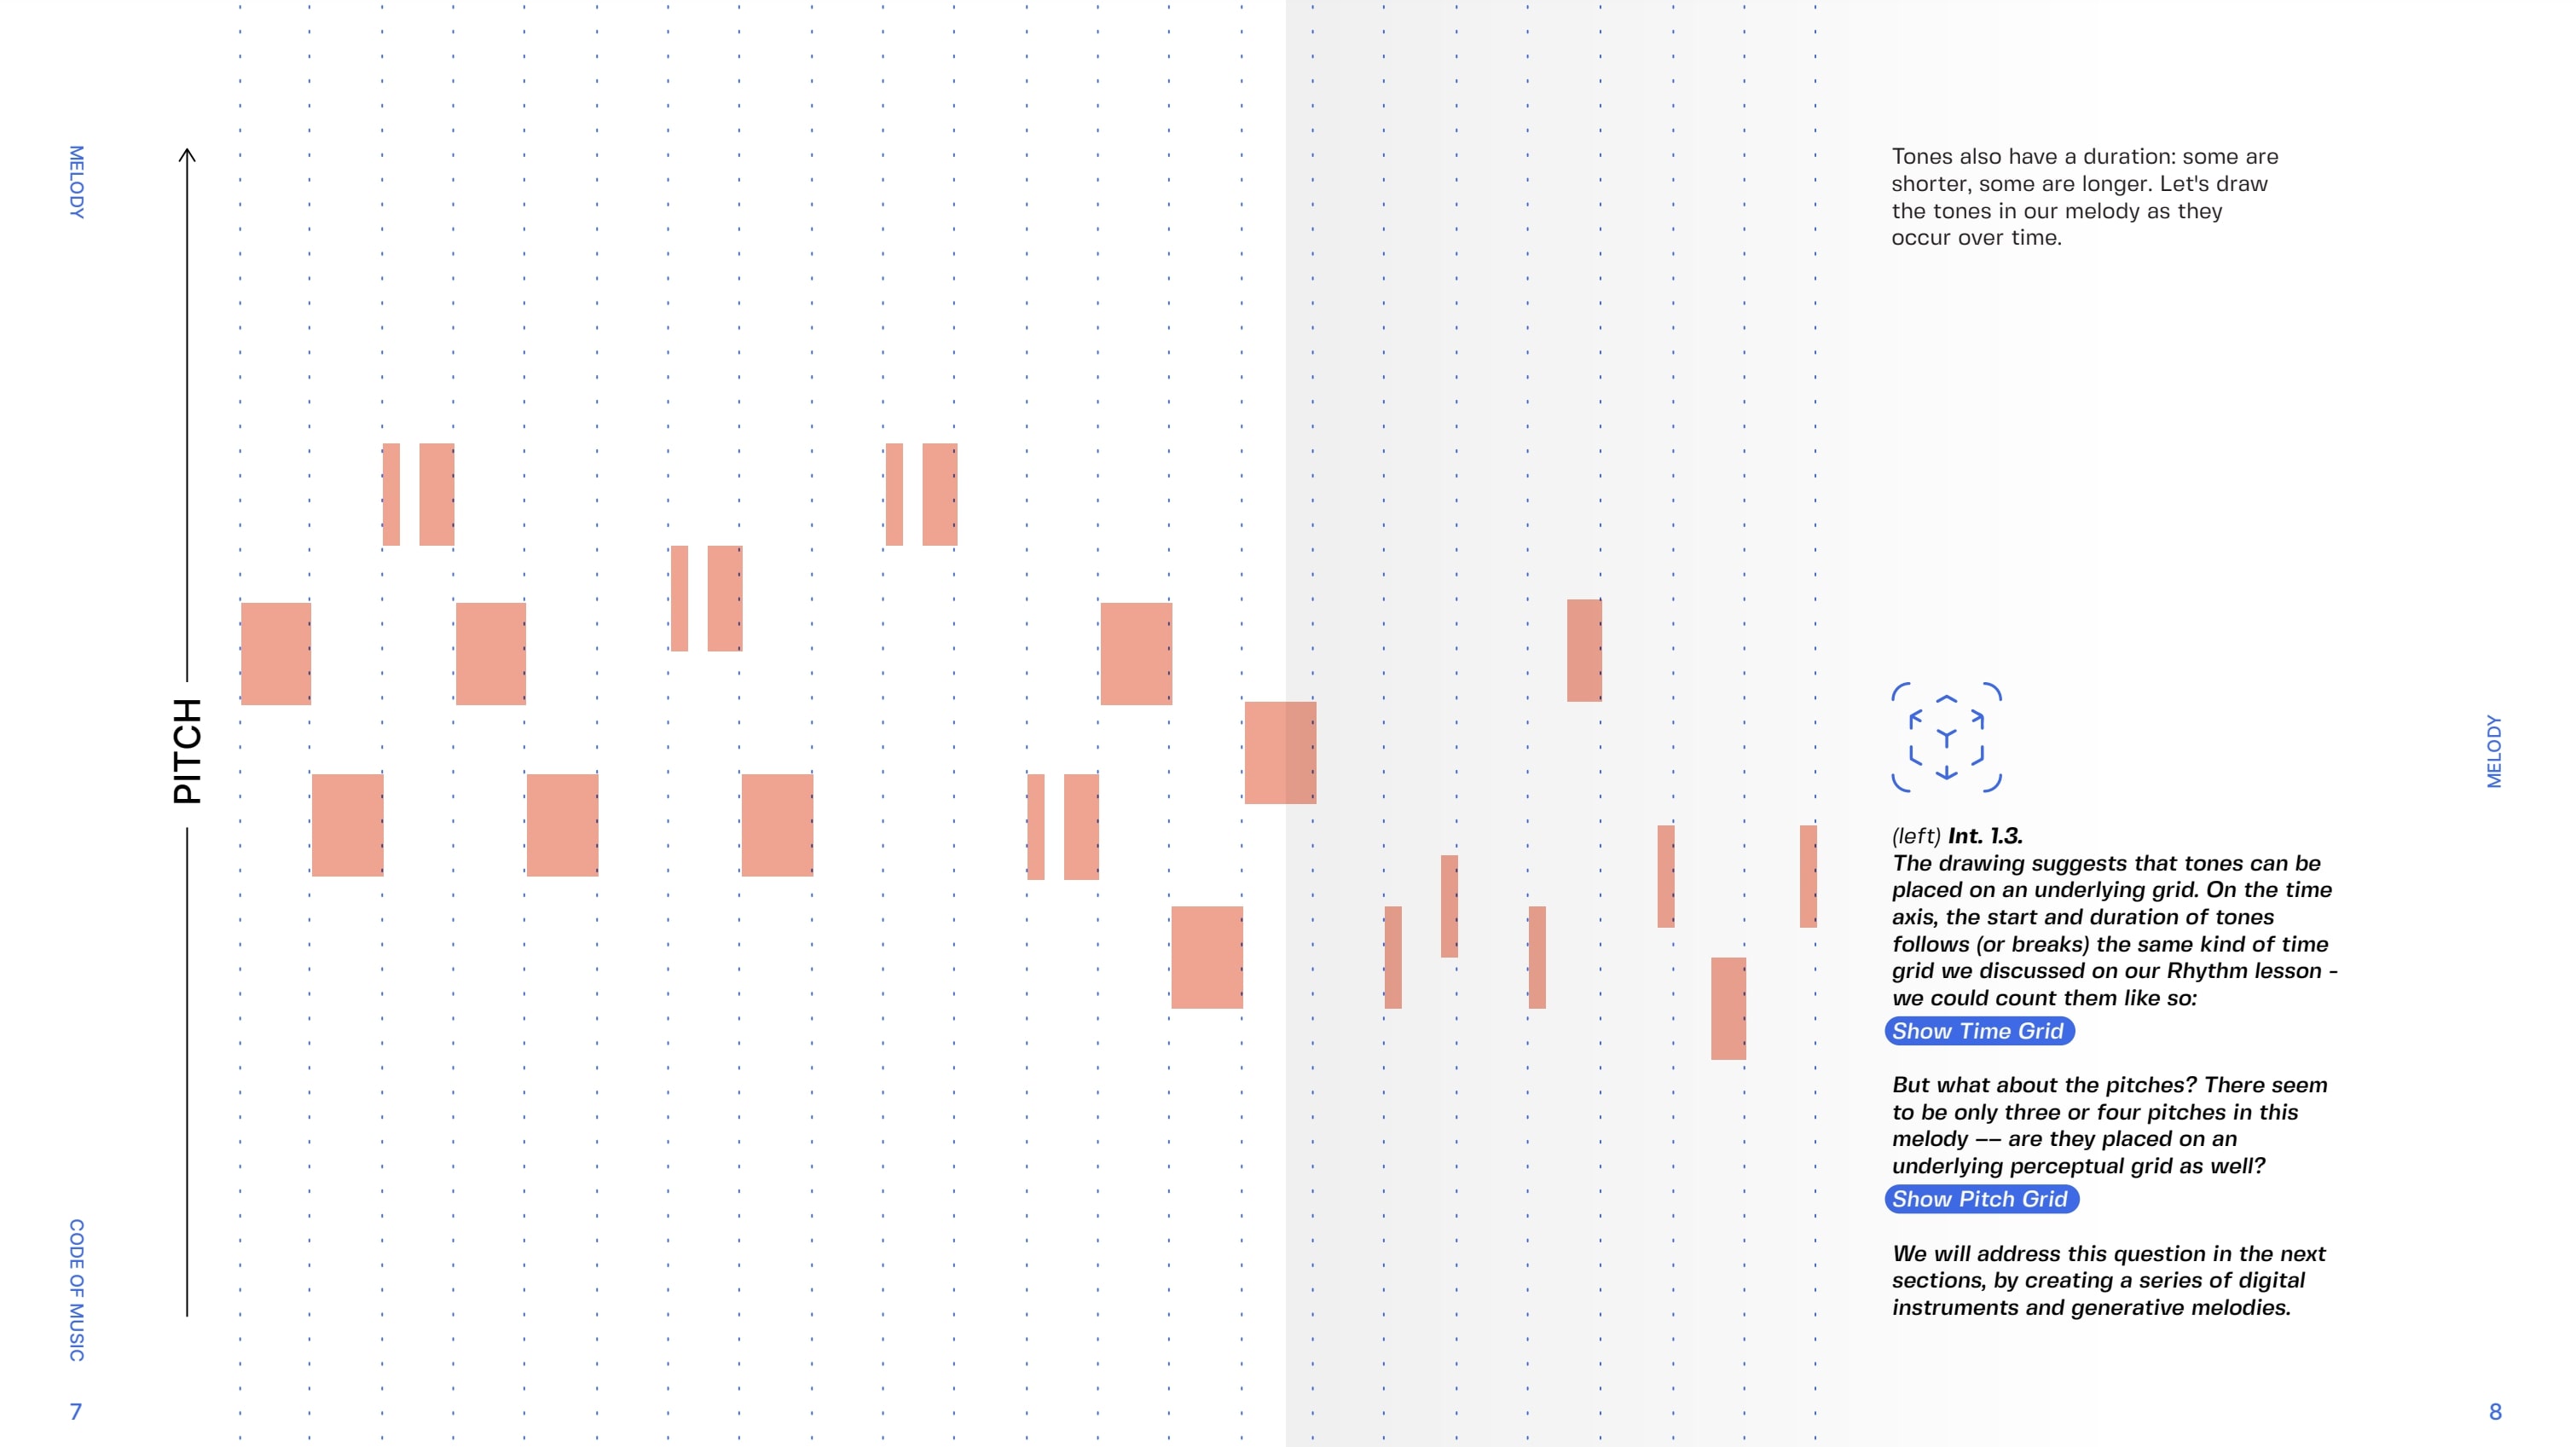 MELODY
PITCH
CODE OF MUSIC
7
Tones also have a duration: some are
shorter, some are longer. Let's draw
the tones in our melody as they
occur over time.
(left) Int. 1.3.
The drawing suggests that tones can be
placed on an underlying grid. On the time
axis, the start and duration of tones
follows (or breaks) the same kind of time
grid we discussed on our Rhythm lesson -
we could count them like so:
Show Time Grid
But what about the pitches? There seem
to be only three or four pitches in this
melody –– are they placed on an
underlying perceptual grid as well?
Show Pitch Grid
We will address this question in the next
sections, by creating a series of digital
instruments and generative melodies.
MELODY
8